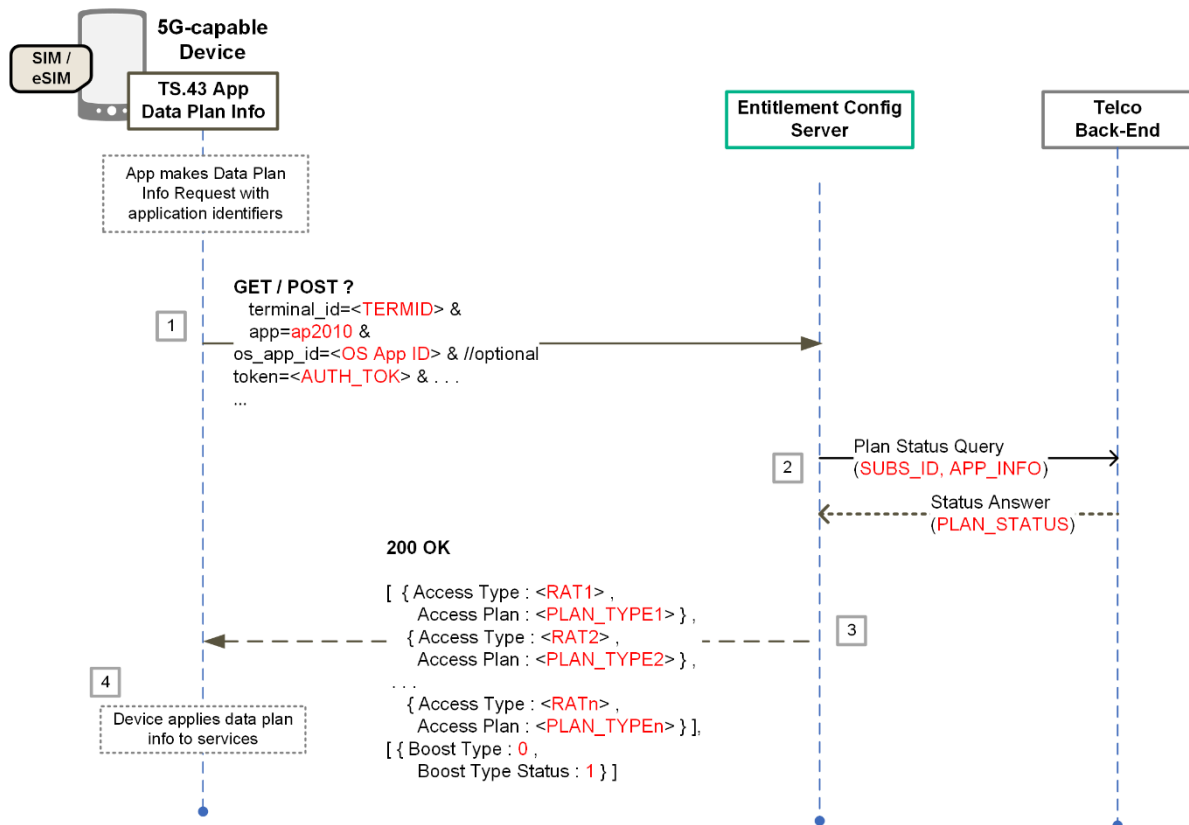 5G-capable
Device
SIM /
eSIM
TS.43 App
Data Plan Info
Entitlement Config
Server
Telco
Back-End
App makes Data Plan
Info Request with
application identifiers
GET / POST ?
terminal_id=<TERMID> &
app=ap2010 &
os_app_id=<OS App ID> & //optional
token=<AUTH_TOK> & . . .
...
1
2
Plan Status Query
(SUBS_ID, APP_INFO)
Status Answer
(PLAN_STATUS)
200 OK
[ { Access Type : <RAT1> ,
Access Plan : <PLAN_TYPE1> } ,
{ Access Type : <RAT2> ,
Access Plan : <PLAN_TYPE2> } ,
. . .
{ Access Type : <RATn> ,
Access Plan : <PLAN_TYPEn> } ],
[ { Boost Type : 0 ,
Boost Type Status : 1 } ]
3
4
Device applies data plan
info to services